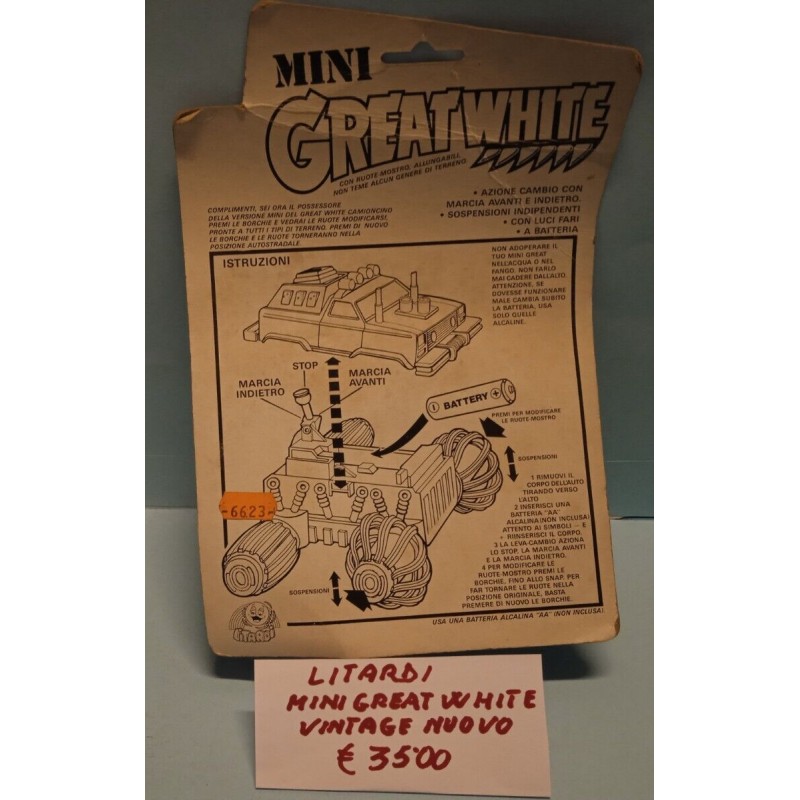 MINI
GREAT WHITE
CON RUOTE-MOSTRO, ALLUNGABILI,
NON TEME ALCUN GENERE DI TERRENO.
• AZIONE CAMBIO CON
MARCIA AVANTI E INDIETRO.
• SOSPENSIONI INDIPENDENTI
• CON LUCI FARI
• A BATTERIA
COMPLIMENTI, SEI ORA IL POSSESSORE
DELLA VERSIONE MINI DEL GREAT WHITE CAMIONCINO
PREMI LE BORCHIE E VEDRAI LE RUOTE MODIFICARSI,
PRONTE A TUTTI I TIPI DI TERRENO. PREMI DI NUOVO
LE BORCHIE E LE RUOTE TORNERANNO NELLA
POSIZIONE AUTOSTRADALE.
ISTRUZIONI
NON ADOPERARE IL
TUO MINI GREAT
NELL'ACQUA O NEL
FANGO. NON FARLO
MAI CADERE DALL'ALTO
ATTENZIONE, SE
DOVESSE FUNZIONARE
MALE CAMBIA SUBITO
LA BATTERIA, USA
SOLO QUELLE
ALCALINE.
STOP
MARCIA
INDIETRO
MARCIA
AVANTI
BATTERY
PREMI PER MODIFICARE
LE RUOTE-MOSTRO
SOSPENSIONI
1 RIMUOVI IL
CORPO DELL'AUTO
TIRANDO VERSO
L'ALTO
2 INSERISCI UNA
BATTERIA "AA"
ALCALINA (NON INCLUSA)
ATTENTO AI SIMBOLI — E
+ RIINSERISCI IL CORPO.
3 LA LEVA-CAMBIO AZIONA
LO STOP, LA MARCIA AVANTI
E LA MARCIA INDIETRO.
4 PER MODIFICARE LE
RUOTE-MOSTRO PREMI LE
BORCHIE, FINO ALLO SNAP, PER
FAR TORNARE LE RUOTE NELLA
POSIZIONE ORIGINALE, BASTA
PREMERE DI NUOVO LE BORCHIE.
-6623-
SOSPENSIONI
LITARDI
USA UNA BATTERIA ALCALINA "AA" (NON INCLUSA)
LITARDI
MINI GREAT WHITE
VINTAGE NUOVO
€ 35'00